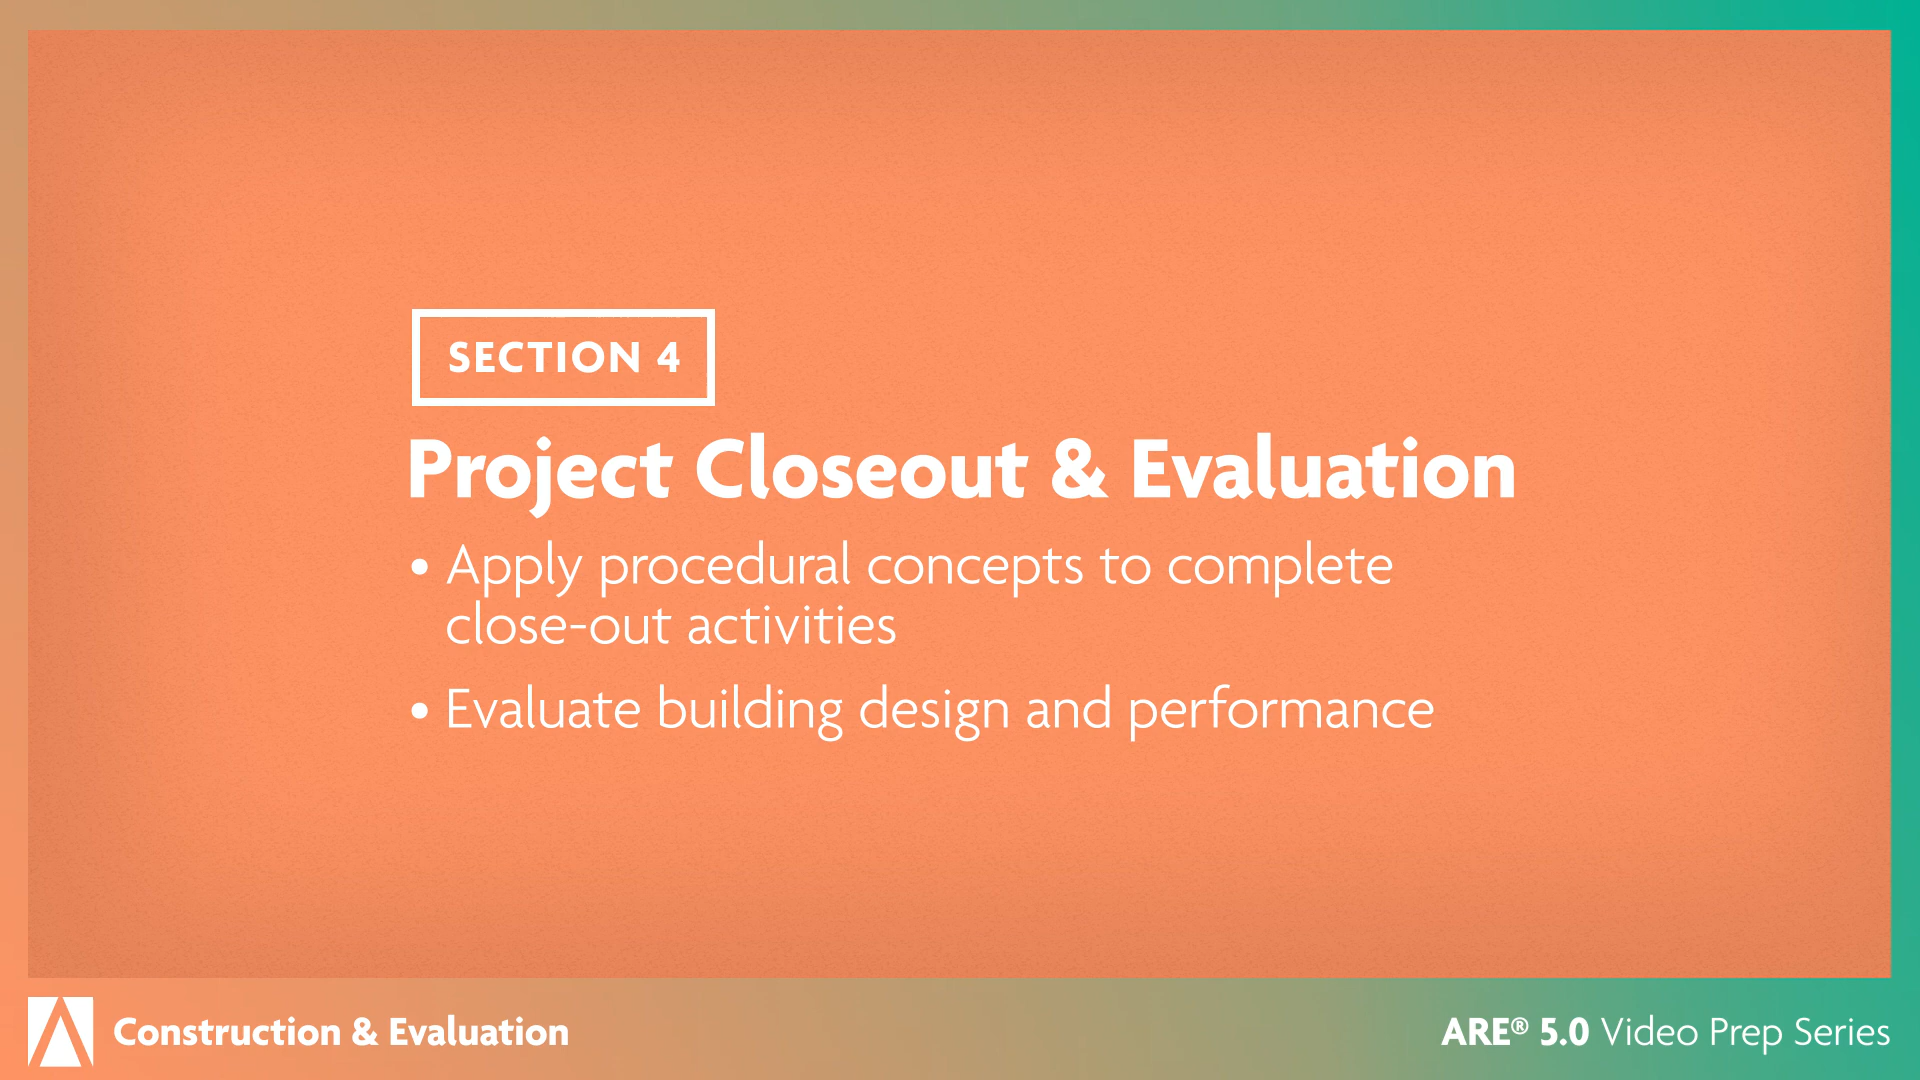 SECTION 4
Project Closeout & Evaluation
• Apply procedural concepts to complete
close-out activities
• Evaluate building design and performance
Construction & Evaluation
ARE® 5.0 Video Prep Series